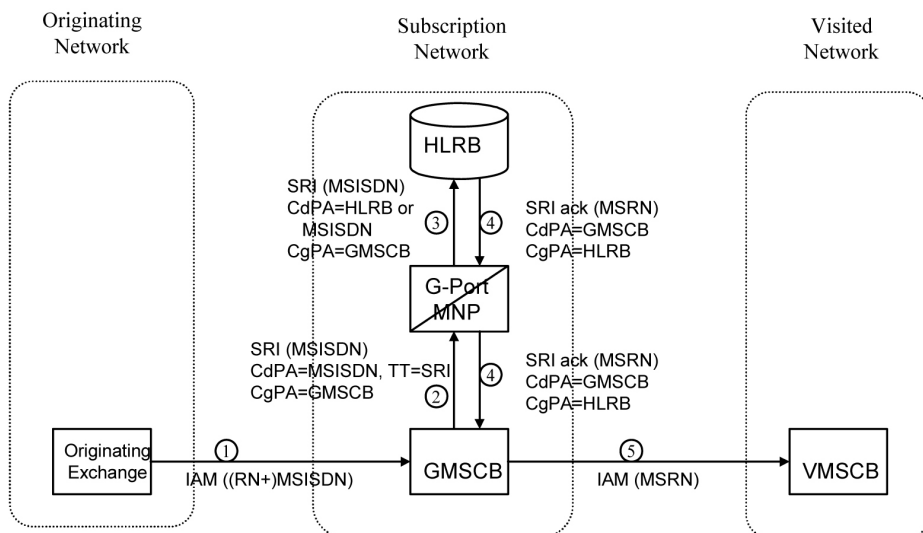 Originating
Network
Subscription
Network
Visited
Network
HLRB
SRI (MSISDN)
CdPA=HLRB or
MSISDN
CgPA=GMSCB
3
4
SRI ack (MSRN)
CdPA=GMSCB
CgPA=HLRB
G-Port
MNP
SRI (MSISDN)
CdPA=MSISDN, TT=SRI
CgPA=GMSCB
2
4
SRI ack (MSRN)
CdPA=GMSCB
CgPA=HLRB
Originating
Exchange
1
IAM ((RN+)MSISDN)
GMSCB
5
IAM (MSRN)
VMSCB